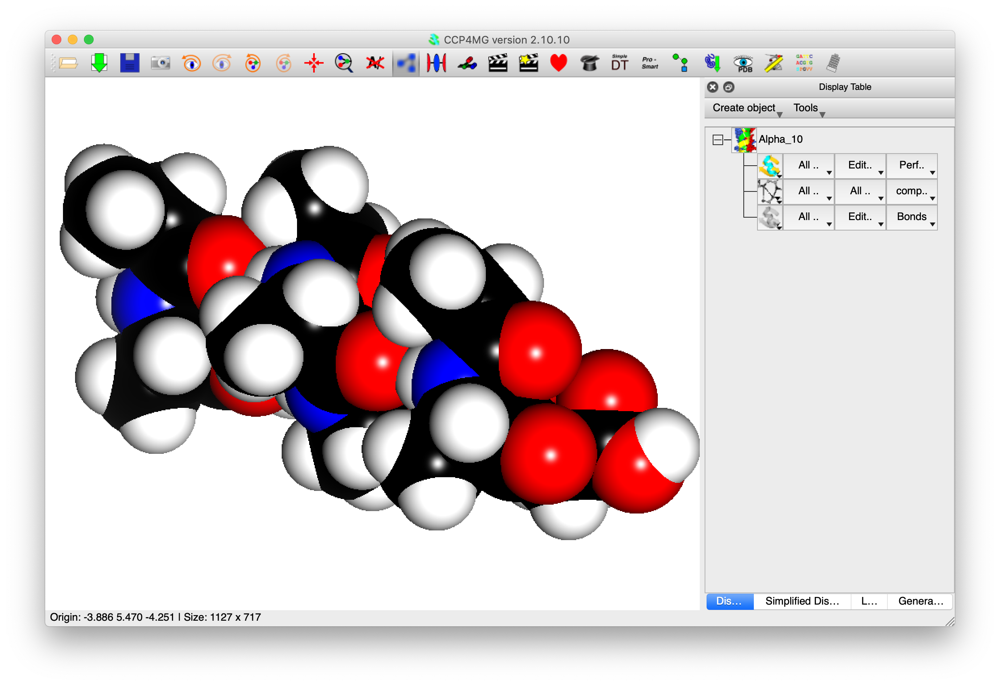 CCP4MG version 2.10.10
Simple DT
Pro - Smart
PDB
Display Table
Create object Tools
Alpha_10
All .. Edit.. Perf..
All .. All .. comp..
All .. Edit.. Bonds
Dis... Simplified Dis... L... Genera...
Origin: -3.886 5.470 -4.251 | Size: 1127 x 717